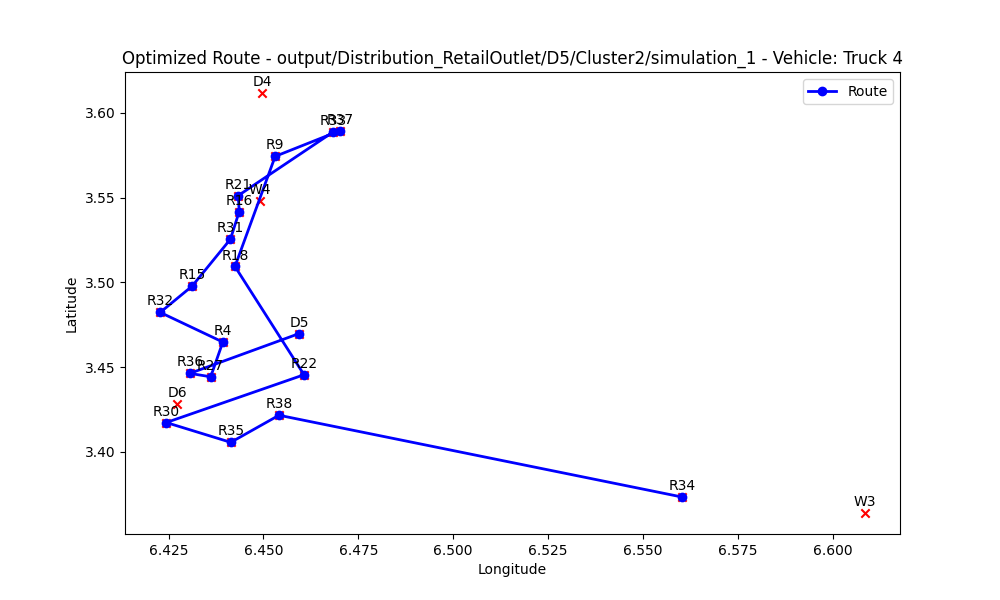 Optimized Route - output/Distribution_RetailOutlet/D5/Cluster2/simulation_1 - Vehicle: Truck 4
Route
D4
R33
R37
R9
R21
W4
R16
R31
R18
R15
R32
D5
R4
R36
R27
R22
D6
R30
R38
R35
R34
W3
3.60
3.55
3.50
3.45
3.40
Latitude
6.425
6.450
6.475
6.500
6.525
6.550
6.575
6.600
Longitude